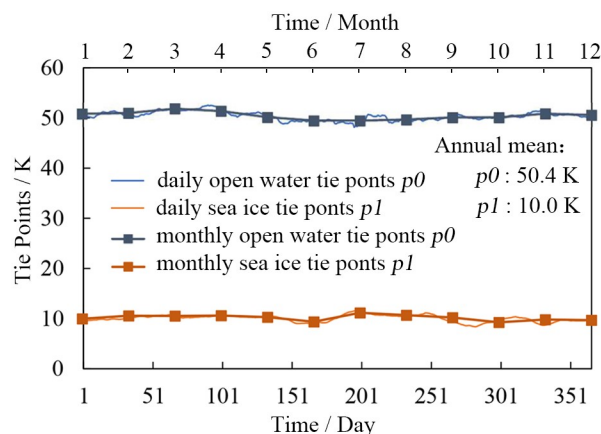 Time / Month
1 2 3 4 5 6 7 8 9 10 11 12
60
50
40
30
20
10
0
Tie Points / K
Annual mean：
p0 : 50.4 K
p1 : 10.0 K
daily open water tie ponts p0
daily sea ice tie ponts p1
monthly open water tie ponts p0
monthly sea ice tie ponts p1
1 51 101 151 201 251 301 351
Time / Day